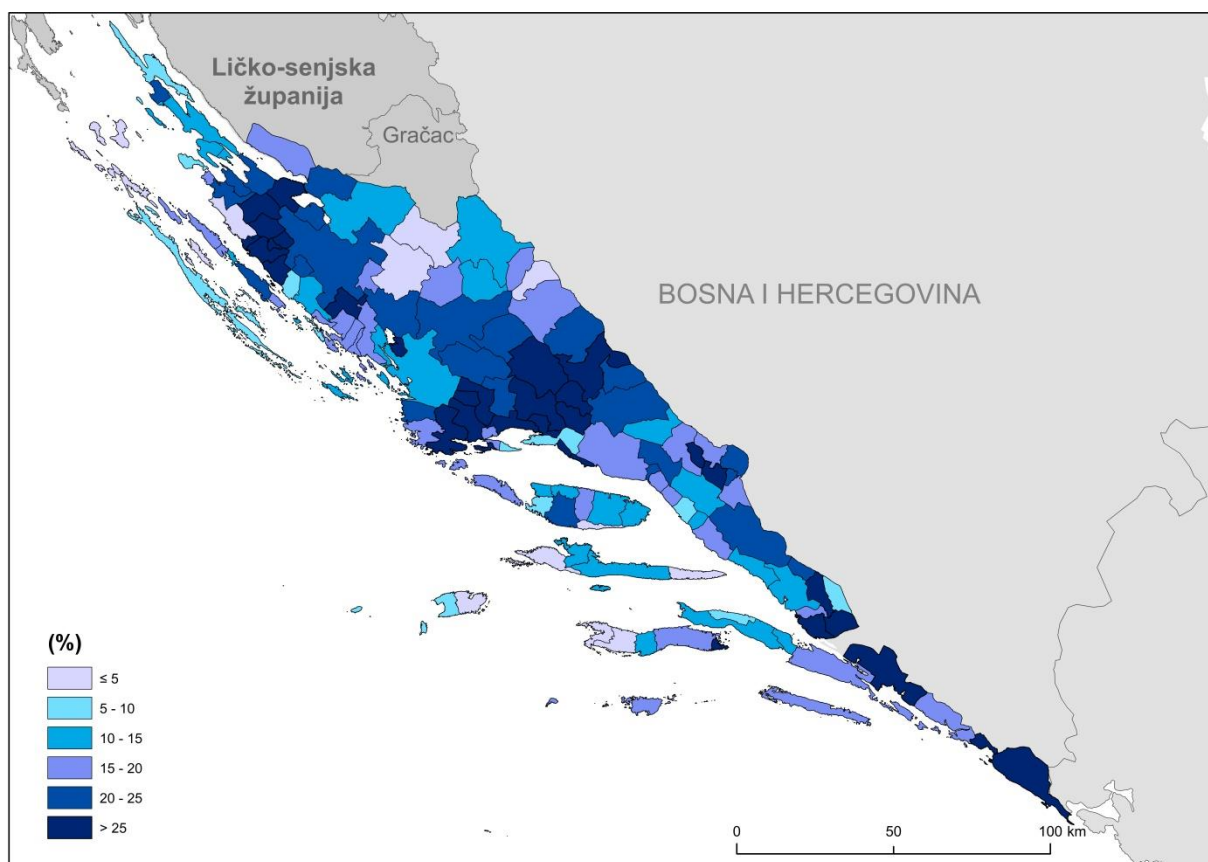 Ličko-senjska
županija
Gračac
BOSNA I HERCEGOVINA
(%)
≤ 5
5 - 10
10 - 15
15 - 20
20 - 25
> 25
0 50 100 km